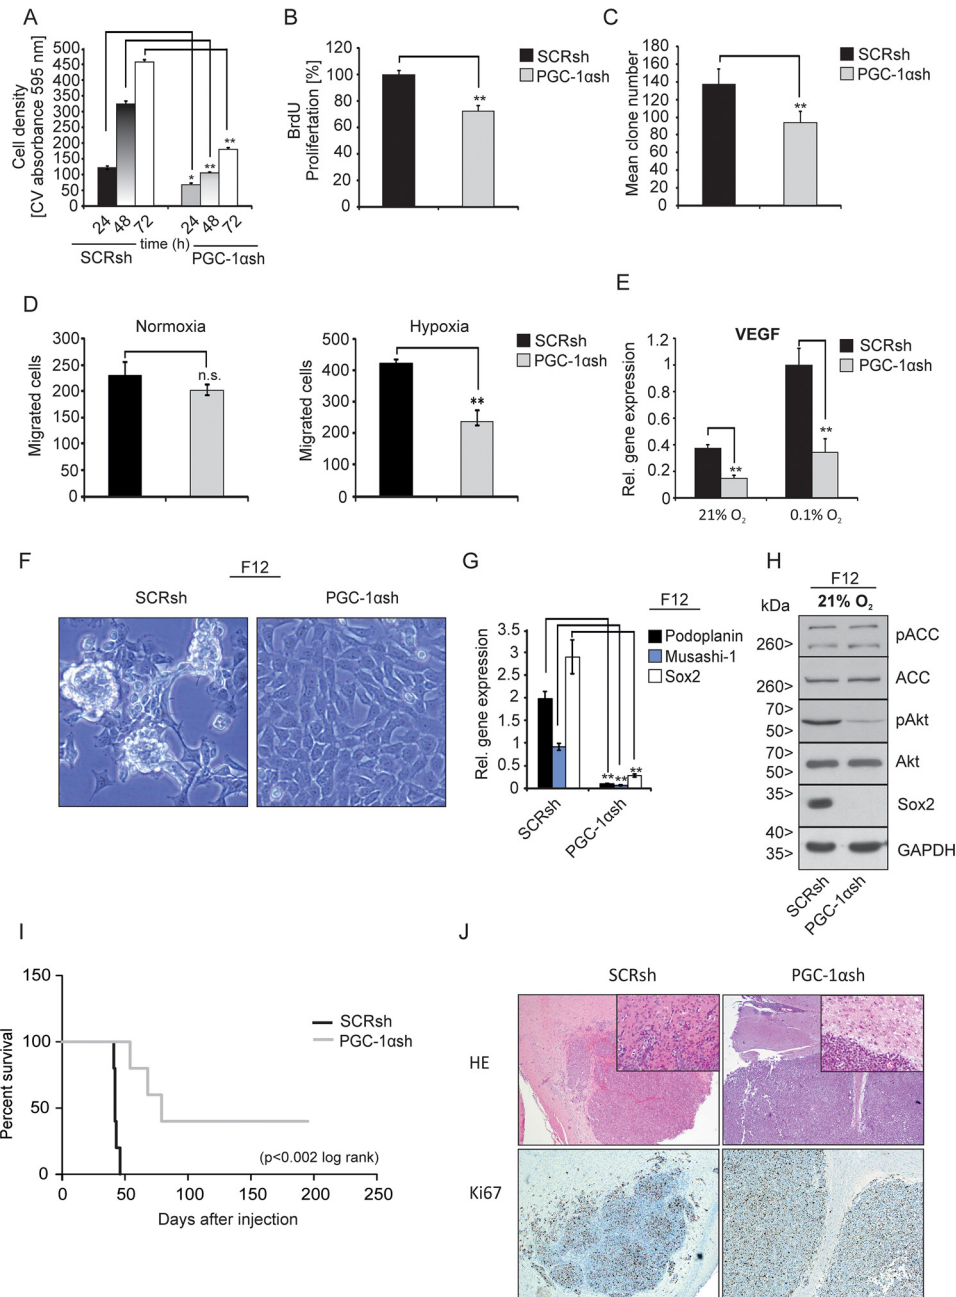 A
Cell density
[CV absorbance 595 nm]
500
450
400
350
300
250
200
150
100
50
0
*
**
**
24
48
72
24
48
72
time (h)
SCRsh
PGC-1αsh
B
BrdU
Prolifertation [%]
120
100
80
60
40
20
0
**
SCRsh
PGC-1αsh
C
Mean clone number
180
160
140
120
100
80
60
40
20
0
**
SCRsh
PGC-1αsh
D
Normoxia
Migrated cells
300
250
200
150
100
50
0
n.s.
Hypoxia
Migrated cells
500
400
300
200
100
0
**
SCRsh
PGC-1αsh
E
VEGF
Rel. gene expression
1.2
1
0.8
0.6
0.4
0.2
0
**
**
21% O2
0.1% O2
SCRsh
PGC-1αsh
F
F12
SCRsh
PGC-1αsh
G
F12
Rel. gene expression
3.5
3
2.5
2
1.5
1
0.5
0
** ** **
SCRsh
PGC-1αsh
Podoplanin
Musashi-1
Sox2
H
F12
21% O2
kDa
260>
pACC
260>
ACC
70>
50>
pAkt
70>
50>
Akt
35>
Sox2
40>
35>
GAPDH
SCRsh
PGC-1αsh
I
Percent survival
150
100
50
0
0 50 100 150 200 250
Days after injection
SCRsh
PGC-1αsh
(p<0.002 log rank)
J
SCRsh
PGC-1αsh
HE
Ki67